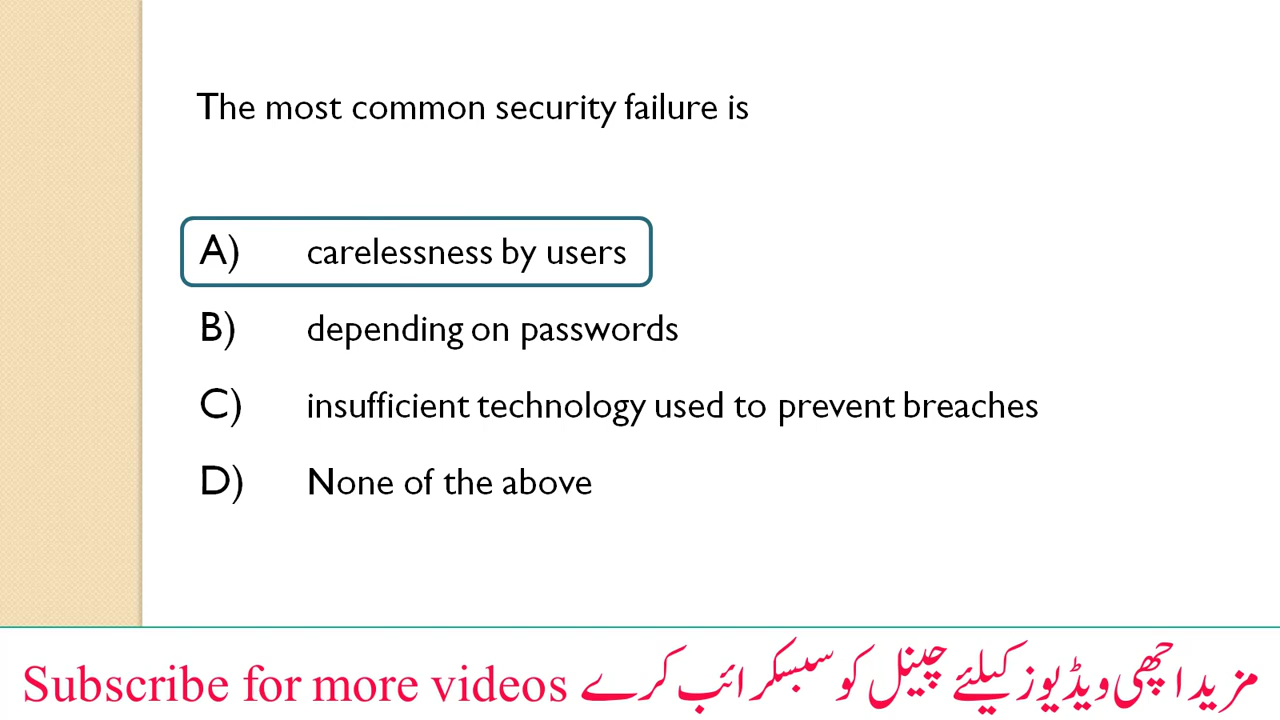 The most common security failure is
A) carelessness by users
B) depending on passwords
C) insufficient technology used to prevent breaches
D) None of the above
Subscribe for more videos مزید اچھی ویڈیوز کیلئے چینل کو سبسکرائب کرے